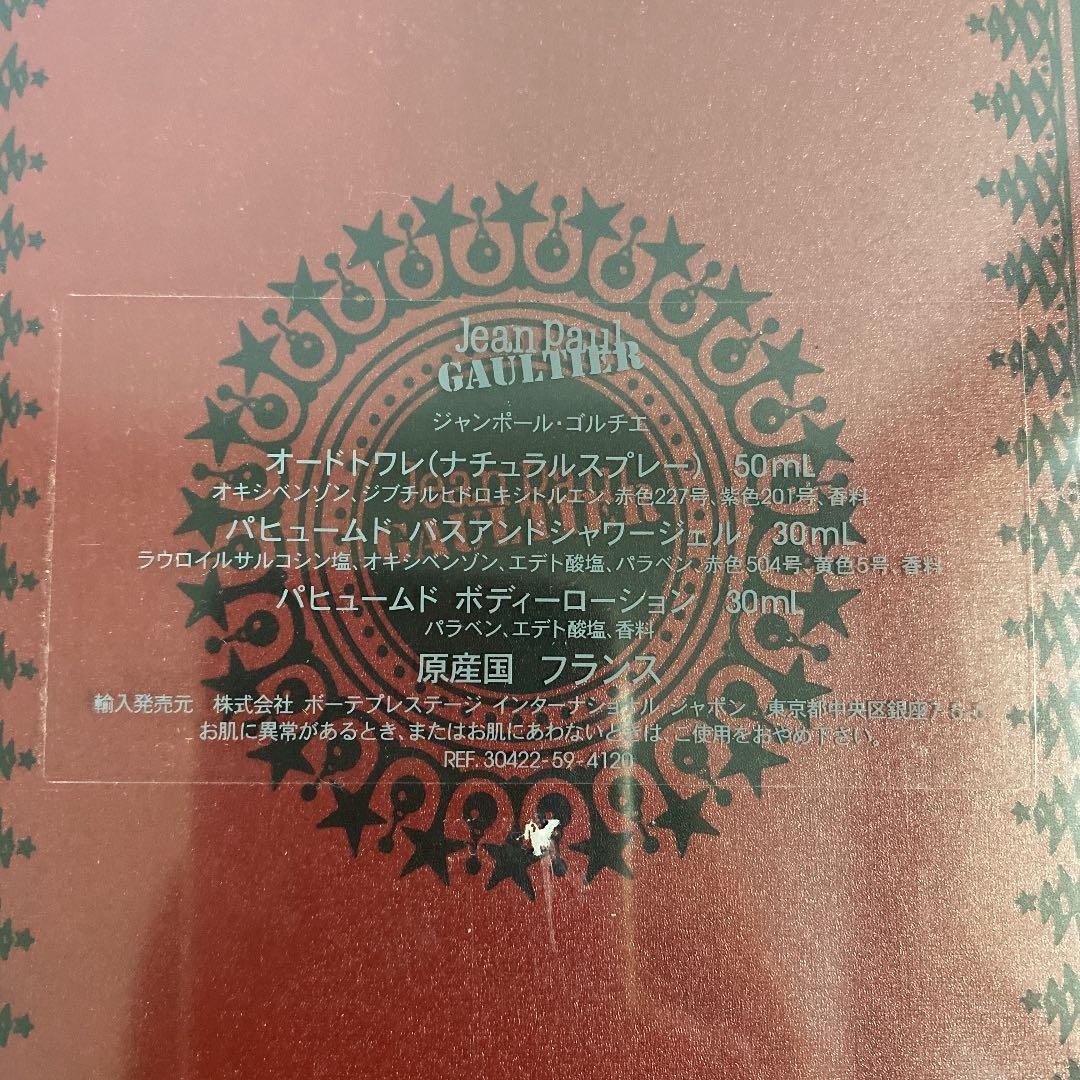 Jean Paul
GAULTIER
ジャンポール・ゴルチエ
オードトワレ(ナチュラルスプレー) 50mL
オキシベンゾン、ジブチルヒドロキシトルエン、赤色227号、紫色201号、香料
パヒュームド バスアンドシャワージェル 30mL
ラウロイルサルコシン塩、オキシベンゾン、エデト酸塩、パラベン、赤色504号、黄色5号、香料
パヒュームド ボディーローション 30mL
パラベン、エデト酸塩、香料
原産国 フランス
輸入発売元 株式会社 ボーテプレステージ インターナショナル ジャポン 東京都中央区銀座
お肌に異常があるとき、またはお肌にあわないときは、ご使用をおやめ下さい。
REF. 30422-59-4120